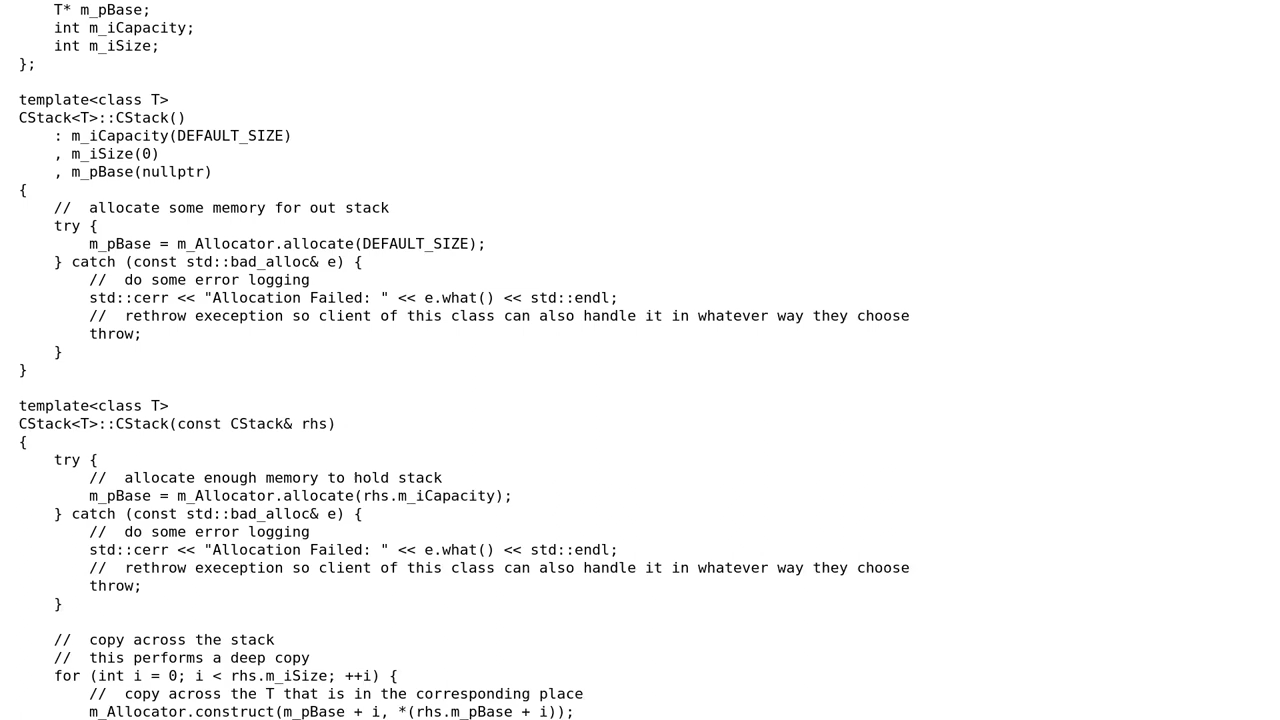 T* m_pBase;
int m_iCapacity;
int m_iSize;
};
template<class T>
CStack<T>::CStack()
: m_iCapacity(DEFAULT_SIZE)
, m_iSize(0)
, m_pBase(nullptr)
{
//  allocate some memory for out stack
try {
m_pBase = m_Allocator.allocate(DEFAULT_SIZE);
} catch (const std::bad_alloc& e) {
//  do some error logging
std::cerr << "Allocation Failed: " << e.what() << std::endl;
//  rethrow exeception so client of this class can also handle it in whatever way they choose
throw;
}
}
template<class T>
CStack<T>::CStack(const CStack& rhs)
{
try {
//  allocate enough memory to hold stack
m_pBase = m_Allocator.allocate(rhs.m_iCapacity);
} catch (const std::bad_alloc& e) {
//  do some error logging
std::cerr << "Allocation Failed: " << e.what() << std::endl;
//  rethrow exeception so client of this class can also handle it in whatever way they choose
throw;
}
//  copy across the stack
//  this performs a deep copy
for (int i = 0; i < rhs.m_iSize; ++i) {
//  copy across the T that is in the corresponding place
m_Allocator.construct(m_pBase + i, *(rhs.m_pBase + i));